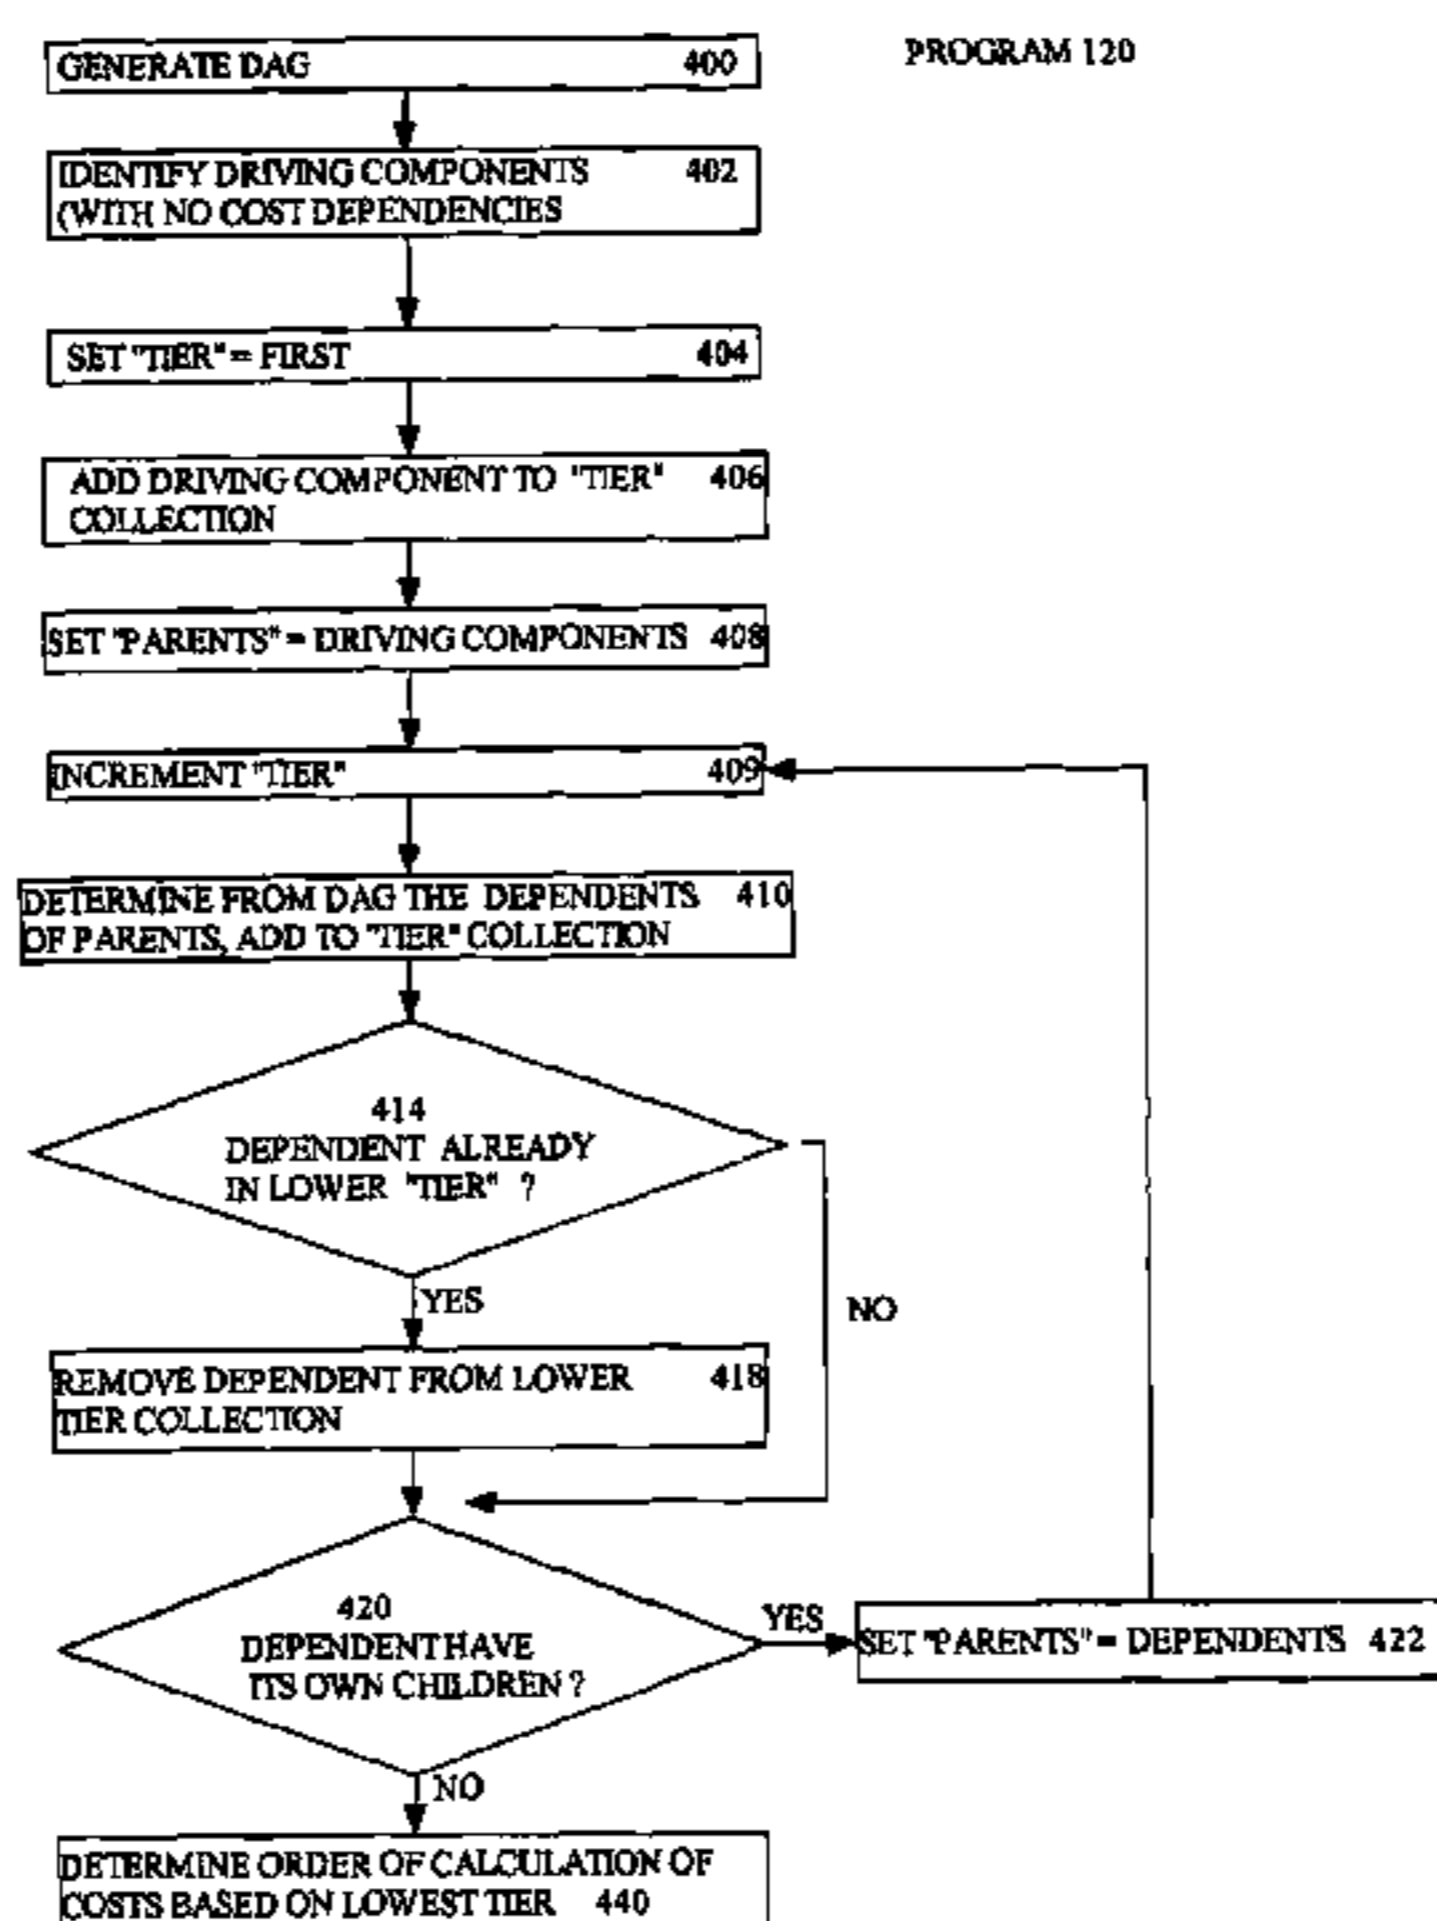 PROGRAM 120
GENERATE DAG 400
IDENTIFY DRIVING COMPONENTS 402
(WITH NO COST DEPENDENCIES
SET "TIER" = FIRST 404
ADD DRIVING COMPONENT TO "TIER" 406
COLLECTION
SET "PARENTS" = DRIVING COMPONENTS 408
INCREMENT "TIER" 409
DETERMINE FROM DAG THE DEPENDENTS 410
OF PARENTS, ADD TO "TIER" COLLECTION
414
DEPENDENT ALREADY
IN LOWER "TIER" ?
YES
NO
REMOVE DEPENDENT FROM LOWER 418
TIER COLLECTION
420
DEPENDENT HAVE
ITS OWN CHILDREN ?
YES
SET "PARENTS" = DEPENDENTS 422
NO
DETERMINE ORDER OF CALCULATION OF
COSTS BASED ON LOWEST TIER 440